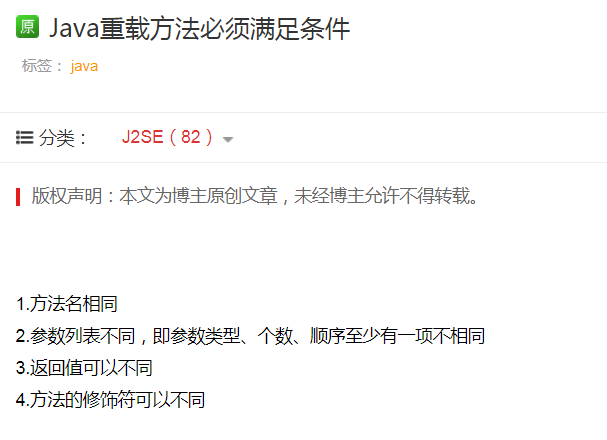 原 Java重载方法必须满足条件
标签： java
分类： J2SE（82）
版权声明：本文为博主原创文章，未经博主允许不得转载。
1.方法名相同
2.参数列表不同，即参数类型、个数、顺序至少有一项不相同
3.返回值可以不同
4.方法的修饰符可以不同